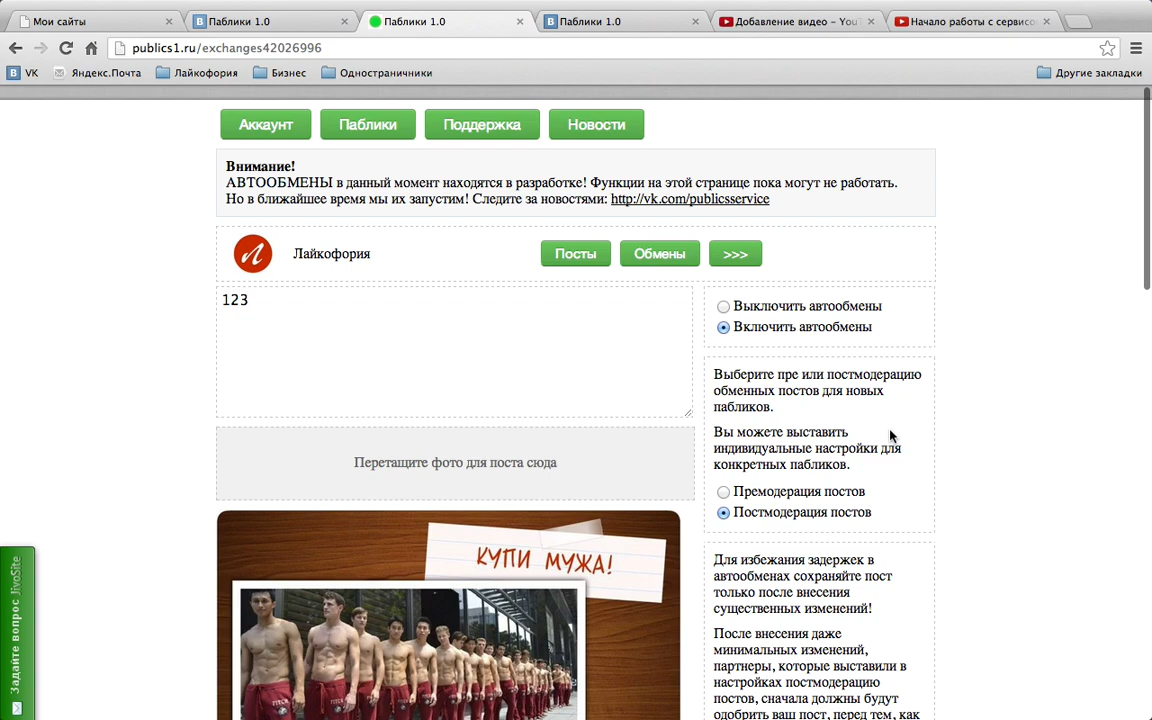 Мои сайты
Паблики 1.0
Паблики 1.0
Паблики 1.0
Добавление видео – You
Начало работы с сервисо
publics1.ru/exchanges42026996
VK
Яндекс.Почта
Лайкофория
Бизнес
Одностраничники
Другие закладки
Аккаунт
Паблики
Поддержка
Новости
Внимание!
АВТООБМЕНЫ в данный момент находятся в разработке! Функции на этой странице пока могут не работать.
Но в ближайшее время мы их запустим! Следите за новостями: http://vk.com/publicsservice
Лайкофория
Посты
Обмены
>>>
123
Выключить автообмены
Включить автообмены
Выберите пре или постмодерацию
обменных постов для новых
пабликов.
Вы можете выставить
индивидуальные настройки для
конкретных пабликов.
Премодерация постов
Постмодерация постов
Перетащите фото для поста сюда
КУПИ МУЖА!
Для избежания задержек в
автообменах сохраняйте пост
только после внесения
существенных изменений!
После внесения даже
минимальных изменений,
партнеры, которые выставили в
настройках постмодерацию
постов, сначала должны будут
одобрить ваш пост, перед тем, как
Задайте вопрос JivoSite